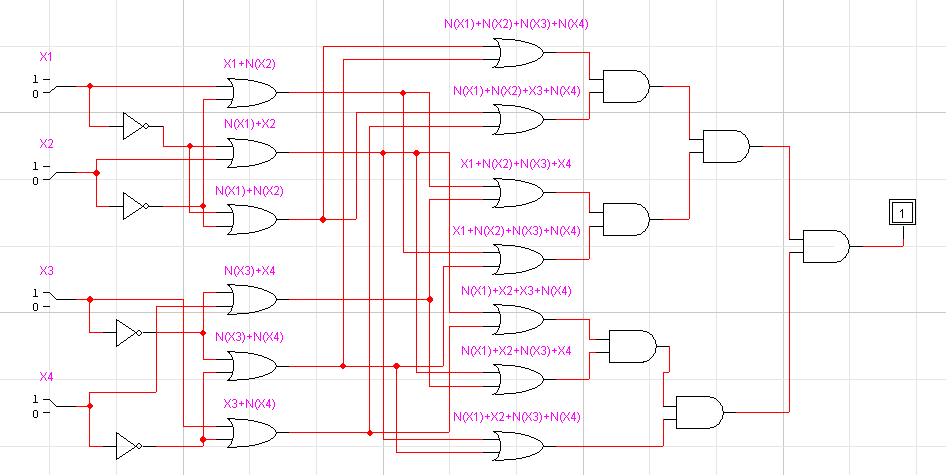 N(X1)+N(X2)+N(X3)+N(X4)
X1
X1+N(X2)
1
0
N(X1)+N(X2)+X3+N(X4)
N(X1)+X2
X2
1
0
X1+N(X2)+N(X3)+X4
N(X1)+N(X2)
1
X1+N(X2)+N(X3)+N(X4)
X3
N(X3)+X4
1
0
N(X1)+X2+X3+N(X4)
N(X3)+N(X4)
N(X1)+X2+N(X3)+X4
X4
1
0
X3+N(X4)
N(X1)+X2+N(X3)+N(X4)